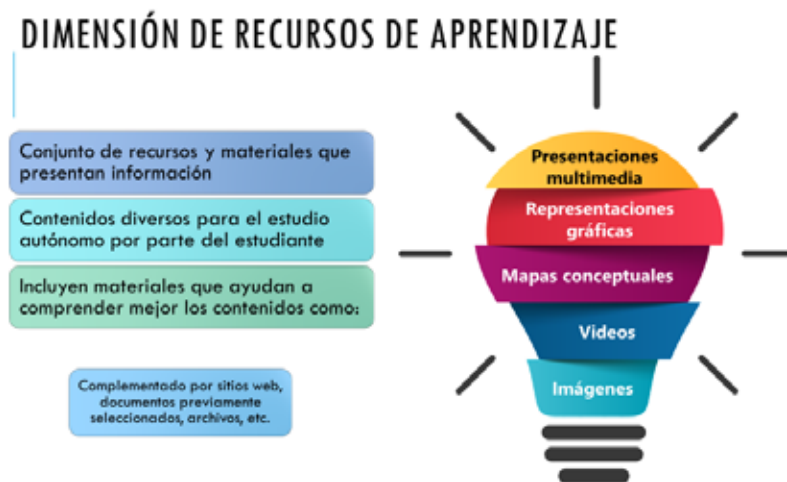 DIMENSIÓN DE RECURSOS DE APRENDIZAJE
Conjunto de recursos y materiales que
presentan información
Contenidos diversos para el estudio
autónomo por parte del estudiante
Incluyen materiales que ayudan a
comprender mejor los contenidos como:
Complementado por sitios web,
documentos previamente
seleccionados, archivos, etc.
Presentaciones
multimedia
Representaciones
gráficas
Mapas conceptuales
Videos
Imágenes